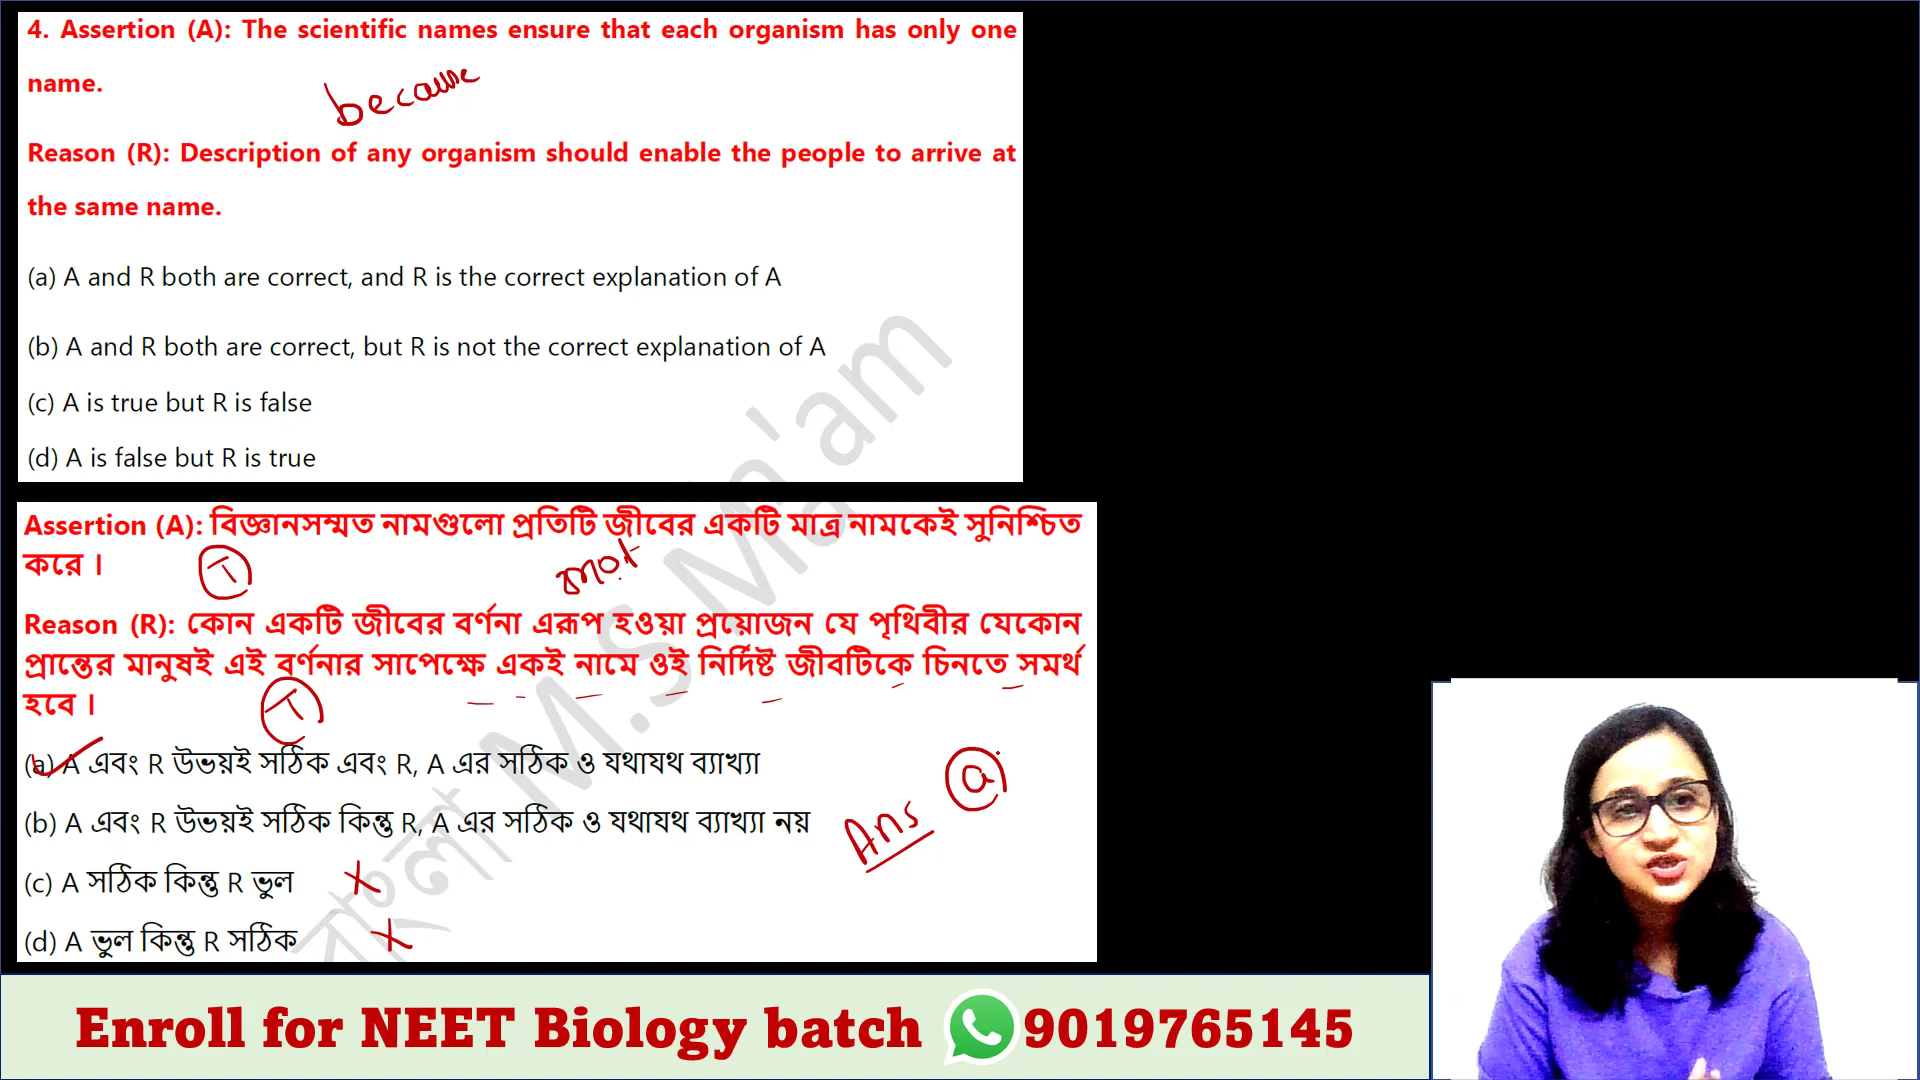 4. Assertion (A): The scientific names ensure that each organism has only one
name.
because
Reason (R): Description of any organism should enable the people to arrive at
the same name.
(a) A and R both are correct, and R is the correct explanation of A
(b) A and R both are correct, but R is not the correct explanation of A
(c) A is true but R is false
(d) A is false but R is true
Assertion (A): বিজ্ঞানসম্মত নামগুলো প্রতিটি জীবের একটি মাত্র নামকেই সুনিশ্চিত
করে ।
T
not
Reason (R): কোন একটি জীবের বর্ণনা এরূপ হওয়া প্রয়োজন যে পৃথিবীর যেকোন
প্রান্তের মানুষই এই বর্ণনার সাপেক্ষে একই নামে ওই নির্দিষ্ট জীবটিকে চিনতে সমর্থ
হবে ।
T
(a) A এবং R উভয়ই সঠিক এবং R, A এর সঠিক ও যথাযথ ব্যাখ্যা
(b) A এবং R উভয়ই সঠিক কিন্তু R, A এর সঠিক ও যথাযথ ব্যাখ্যা নয়
Ans a
(c) A সঠিক কিন্তু R ভুল
(d) A ভুল কিন্তু R সঠিক
বাংলা M.S Ma'am
Enroll for NEET Biology batch 9019765145